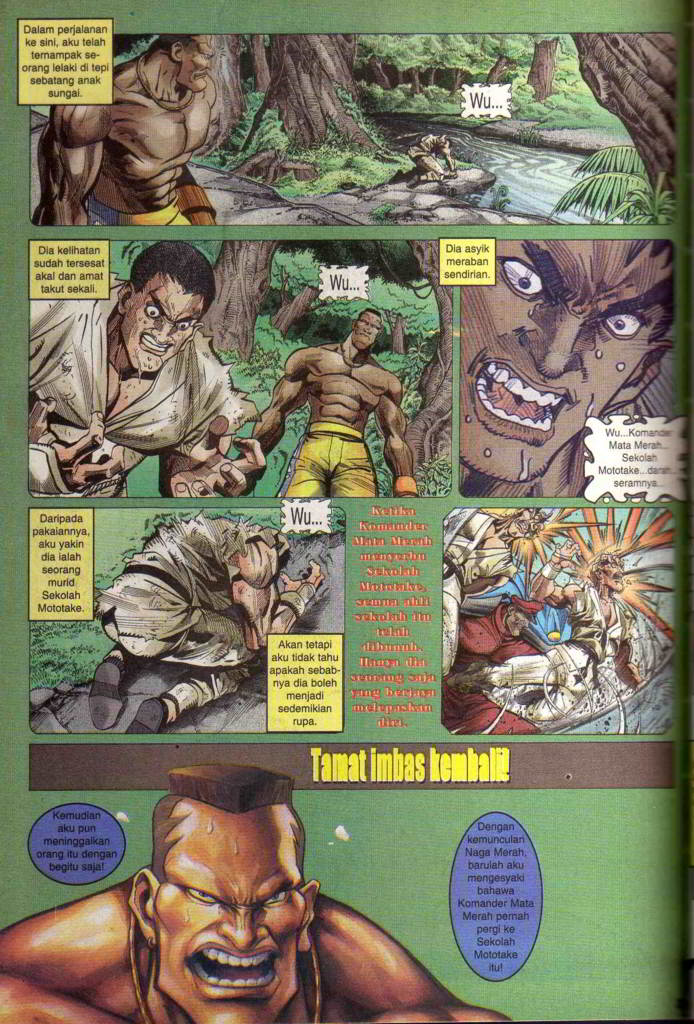 Dalam perjalanan
ke sini, aku telah
ternampak se-
orang lelaki di tepi
sebatang anak
sungai.
Wu...
Dia kelihatan
sudah tersesat
akal dan amat
takut sekali.
Wu...
Dia asyik
meraban
sendirian.
Wu...Komander
Mata Merah...
Sekolah
Mototake...darah...
seramnya...
Daripada
pakaiannya,
aku yakin
dia ialah
seorang
murid
Sekolah
Mototake.
Wu...
Akan tetapi
aku tidak tahu
apakah sebab-
nya dia boleh
menjadi
sedemikian
rupa.
Ketika
Komander
Mata Merah
menyerbu
Sekolah
Mototake,
semua ahli
sekolah itu
telah
dibunuh.
Hanya dia
seorang saja
yang berjaya
melepaskan
diri.
Tamat imbas kembali!
Kemudian
aku pun
meninggalkan
orang itu dengan
begitu saja!
Dengan
kemunculan
Naga Merah,
barulah aku
mengesyaki
bahawa
Komander Mata
Merah pernah
pergi ke
Sekolah
Mototake
itu!